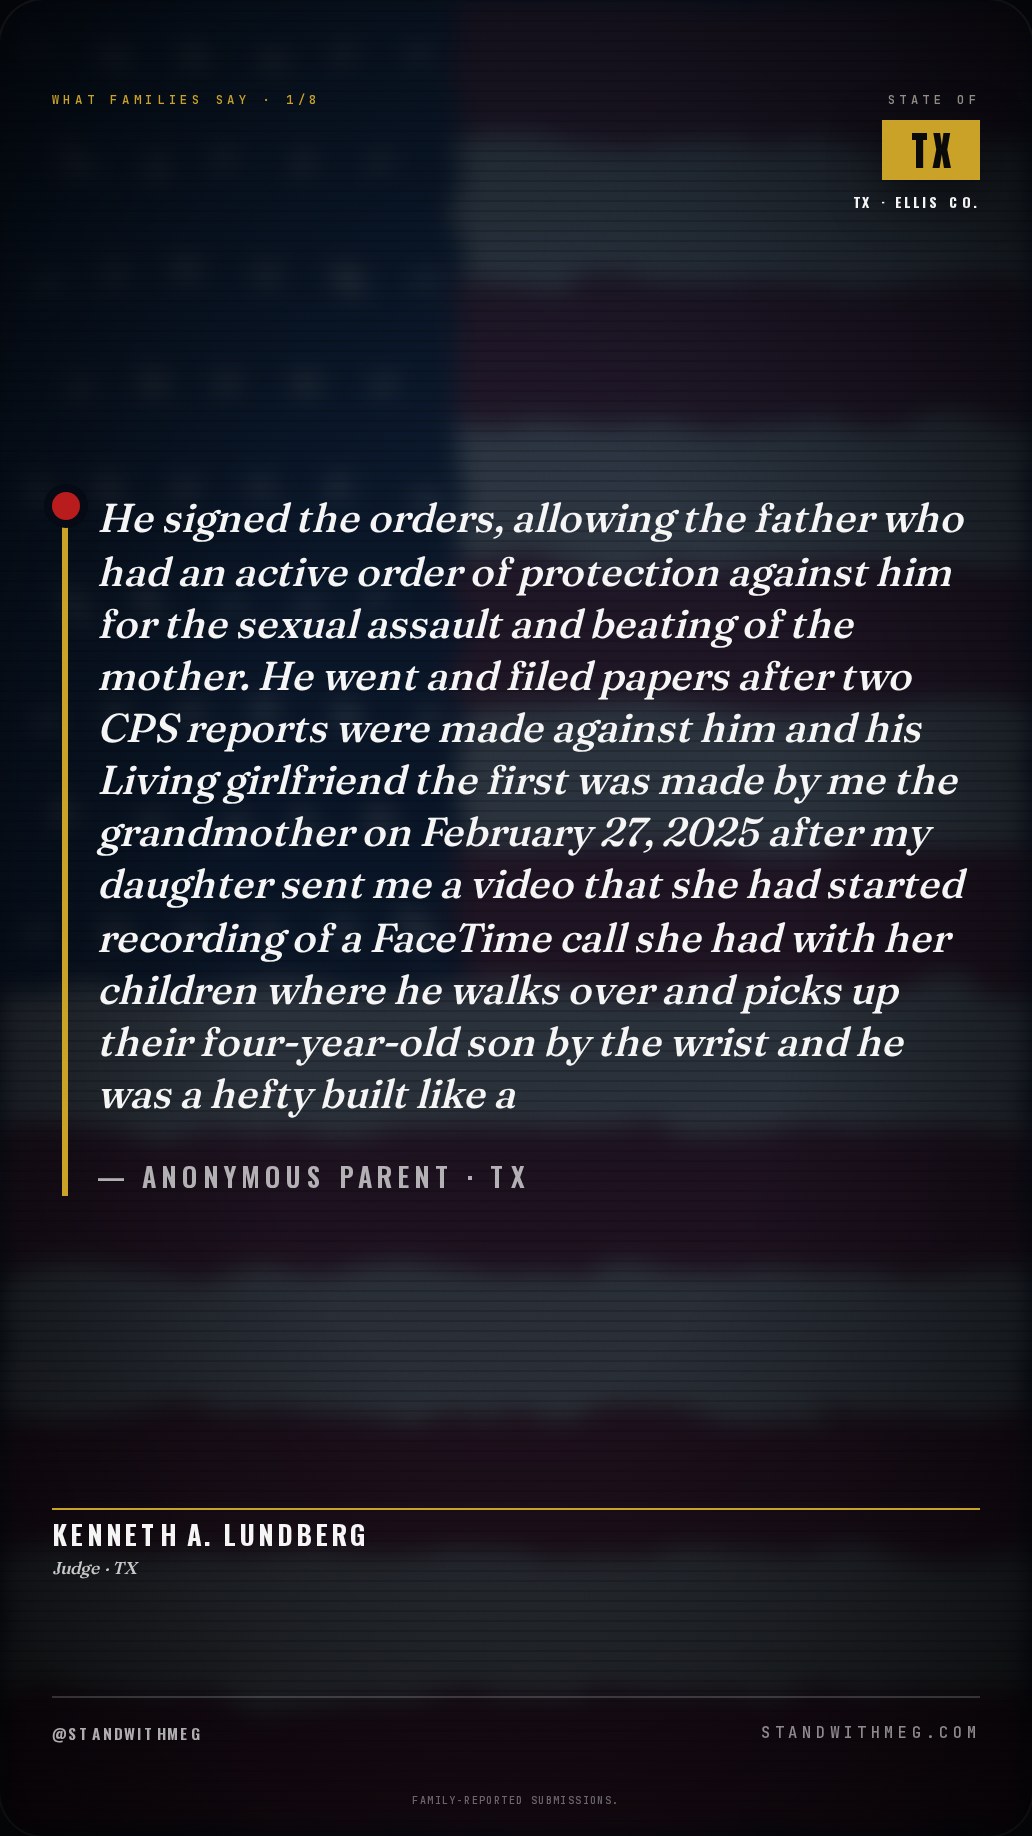 WHAT FAMILIES SAY · 1/8
STATE OF
TX
TX · ELLIS CO.
He signed the orders, allowing the father who
had an active order of protection against him
for the sexual assault and beating of the
mother. He went and filed papers after two
CPS reports were made against him and his
Living girlfriend the first was made by me the
grandmother on February 27, 2025 after my
daughter sent me a video that she had started
recording of a FaceTime call she had with her
children where he walks over and picks up
their four-year-old son by the wrist and he
was a hefty built like a
— ANONYMOUS PARENT · TX
KENNETH A. LUNDBERG
Judge · TX
@STANDWITHMEG
STANDWITHMEG.COM
FAMILY-REPORTED SUBMISSIONS.